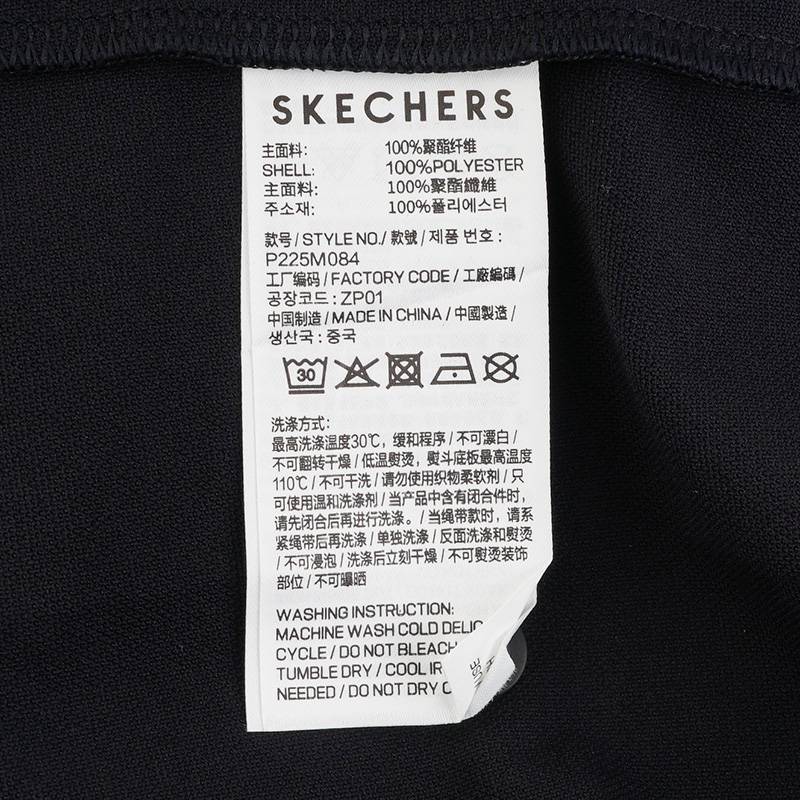 SKECHERS
主面料: 100%聚酯纤维
SHELL: 100%POLYESTER
主面料: 100%聚酯纖維
주소재: 100%폴리에스터
款号/STYLE NO./款號/제품 번호:
P225M084
工厂编码/FACTORY CODE/工廠編碼/
공장코드: ZP01
中国制造/MADE IN CHINA/中國製造/
생산국: 중국
30
洗涤方式:
最高洗涤温度30℃, 缓和程序/不可漂白/
不可翻转干燥/低温熨烫, 熨斗底板最高温度
110℃/不可干洗/请勿使用织物柔软剂/只
可使用温和洗涤剂/当产品中含有闭合件时,
请先闭合后再进行洗涤。/当绳带款时, 请系
紧绳带后再洗涤/单独洗涤/反面洗涤和熨烫
/不可浸泡/洗涤后立刻干燥/不可熨烫装饰
部位/不可曝晒
WASHING INSTRUCTION:
MACHINE WASH COLD
CYCLE/DO NOT BLEACH
TUMBLE DRY/COOL
NEEDED/DO NOT DRY